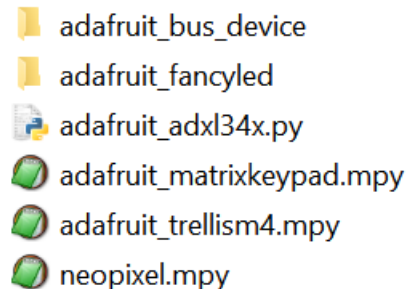 adafruit_bus_device
adafruit_fancyled
adafruit_adxl34x.py
adafruit_matrixkeypad.mpy
adafruit_trellism4.mpy
neopixel.mpy